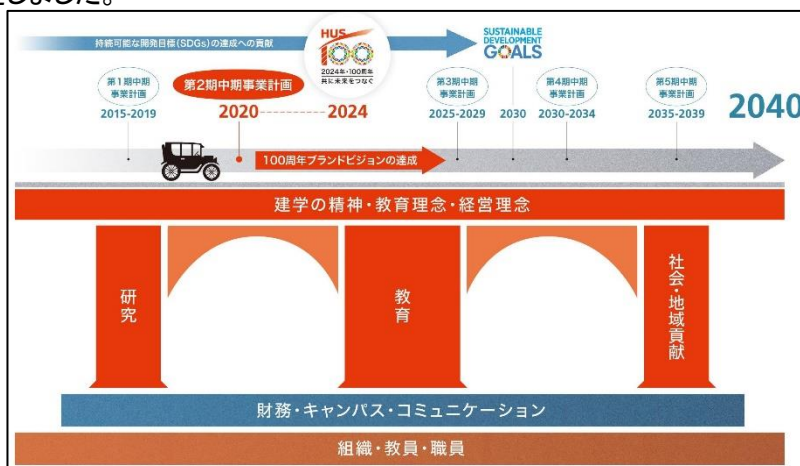 しました。
持続可能な開発目標(SDGs)の達成への貢献
HUS
100
2024年・100周年
共に未来をつなぐ
SUSTAINABLE
DEVELOPMENT
GOALS
第1期中期
事業計画
2015-2019
第2期中期事業計画
2020
2024
第3期中期
事業計画
2025-2029
2030
第4期中期
事業計画
2030-2034
第5期中期
事業計画
2035-2039
2040
100周年ブランドビジョンの達成
建学の精神・教育理念・経営理念
研究
教育
社会・地域貢献
財務・キャンパス・コミュニケーション
組織・教員・職員